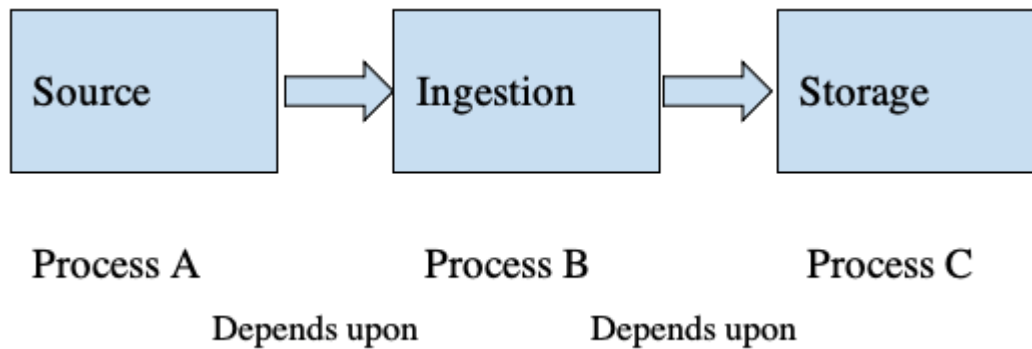 Source
Ingestion
Storage
Process A
Process B
Process C
Depends upon
Depends upon